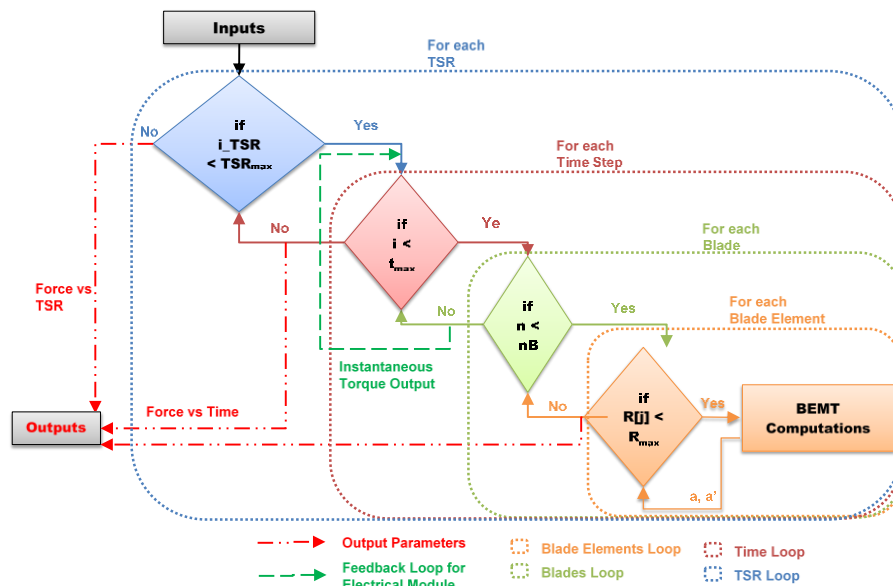 Inputs
For each
TSR
No
if
i_TSR
< TSRmax
Yes
For each
Time Step
No
if
i <
tmax
Ye
For each
Blade
Force vs
TSR
No
if
n <
nB
Yes
For each
Blade Element
Instantaneous
Torque Output
Force vs Time
Outputs
No
if
R[j] <
Rmax
Yes
BEMT
Computations
a, a'
Output Parameters
Blade Elements Loop
Time Loop
Feedback Loop for
Electrical Module
Blades Loop
TSR Loop